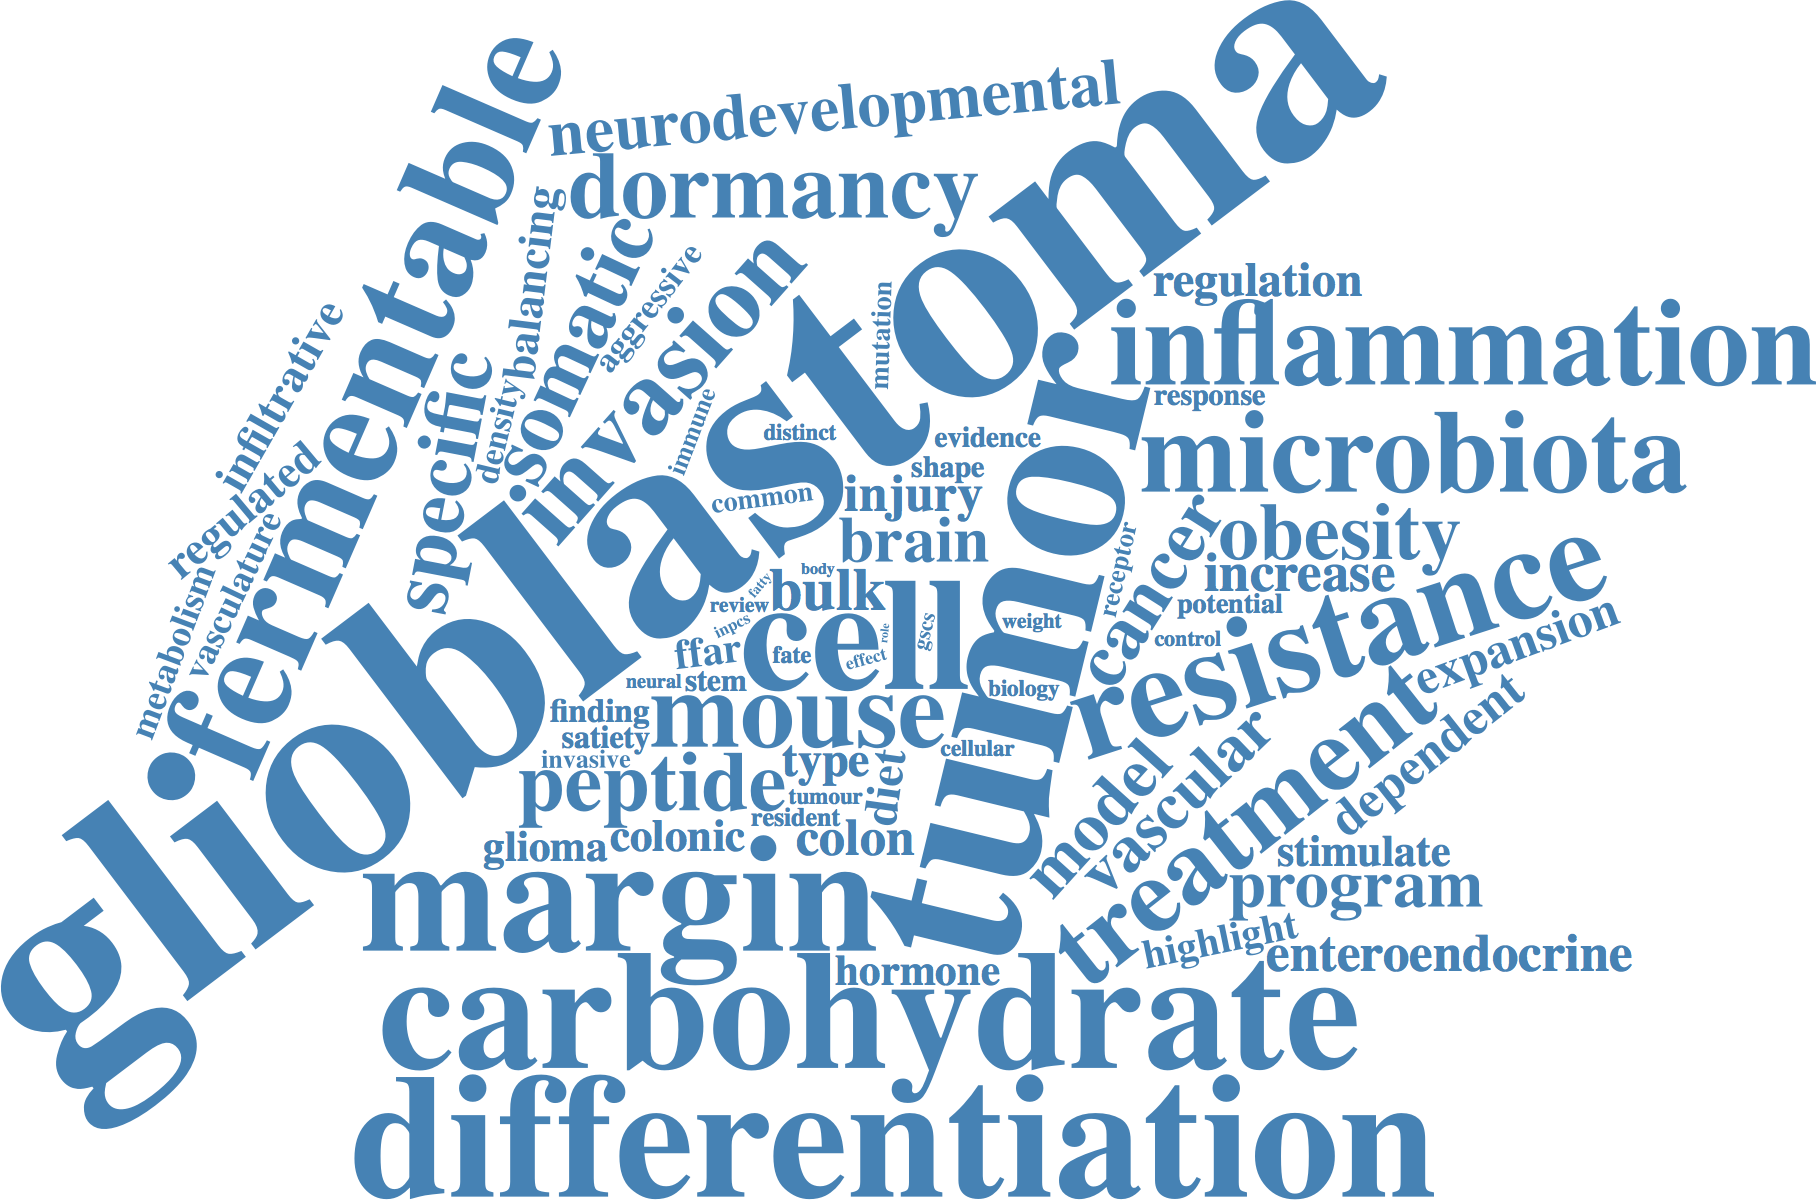 glioblastoma
fermentable
neurodevelopmental
dormancy
balancing
somatic
aggressive
infiltrative
specific
density
invasion
immune
mutation
regulation
inflammation
response
microbiota
regulated
vasculature
metabolism
distinct
evidence
shape
common
injury
brain
tumor
receptor
cancer
obesity
increase
potential
control
resistance
expansion
body
fatty
bulk
review
inpcs
cell
role
gscs
weight
ffar
fate
effect
neural
stem
biology
finding
mouse
satiety
cellular
invasive
peptide
type
diet
tumour
resident
model
vascular
treatment
dependent
glioma
colonic
colon
stimulate
program
margin
highlight
enteroendocrine
hormone
carbohydrate
differentiation